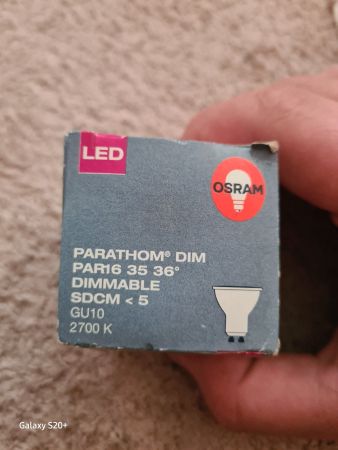 LED
OSRAM
PARATHOM® DIM
PAR16 35 36°
DIMMABLE
SDCM < 5
GU10
2700 K
Galaxy S20+